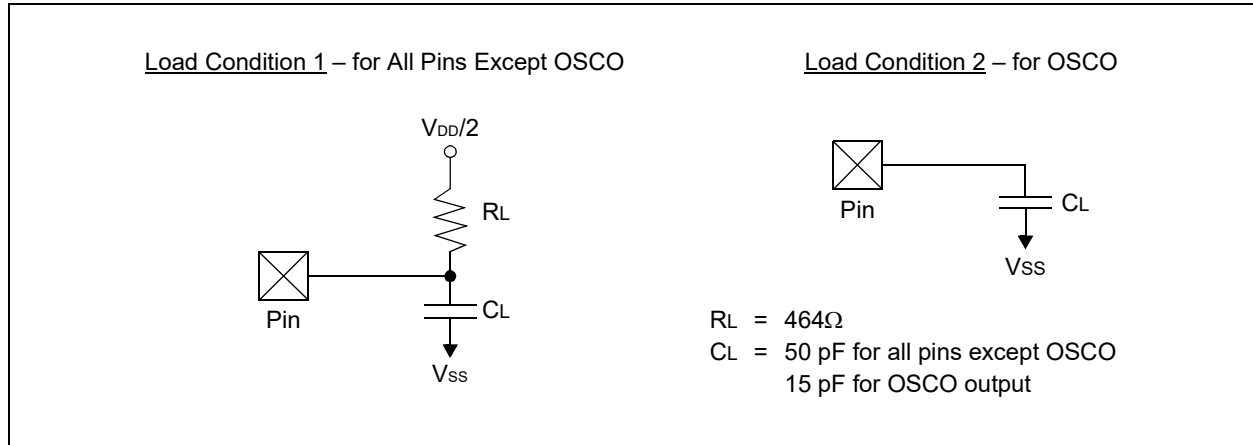 Load Condition 1 – for All Pins Except OSCO
VDD/2
RL
Pin
CL
VSS
Load Condition 2 – for OSCO
Pin
CL
VSS
RL = 464Ω
CL = 50 pF for all pins except OSCO
15 pF for OSCO output